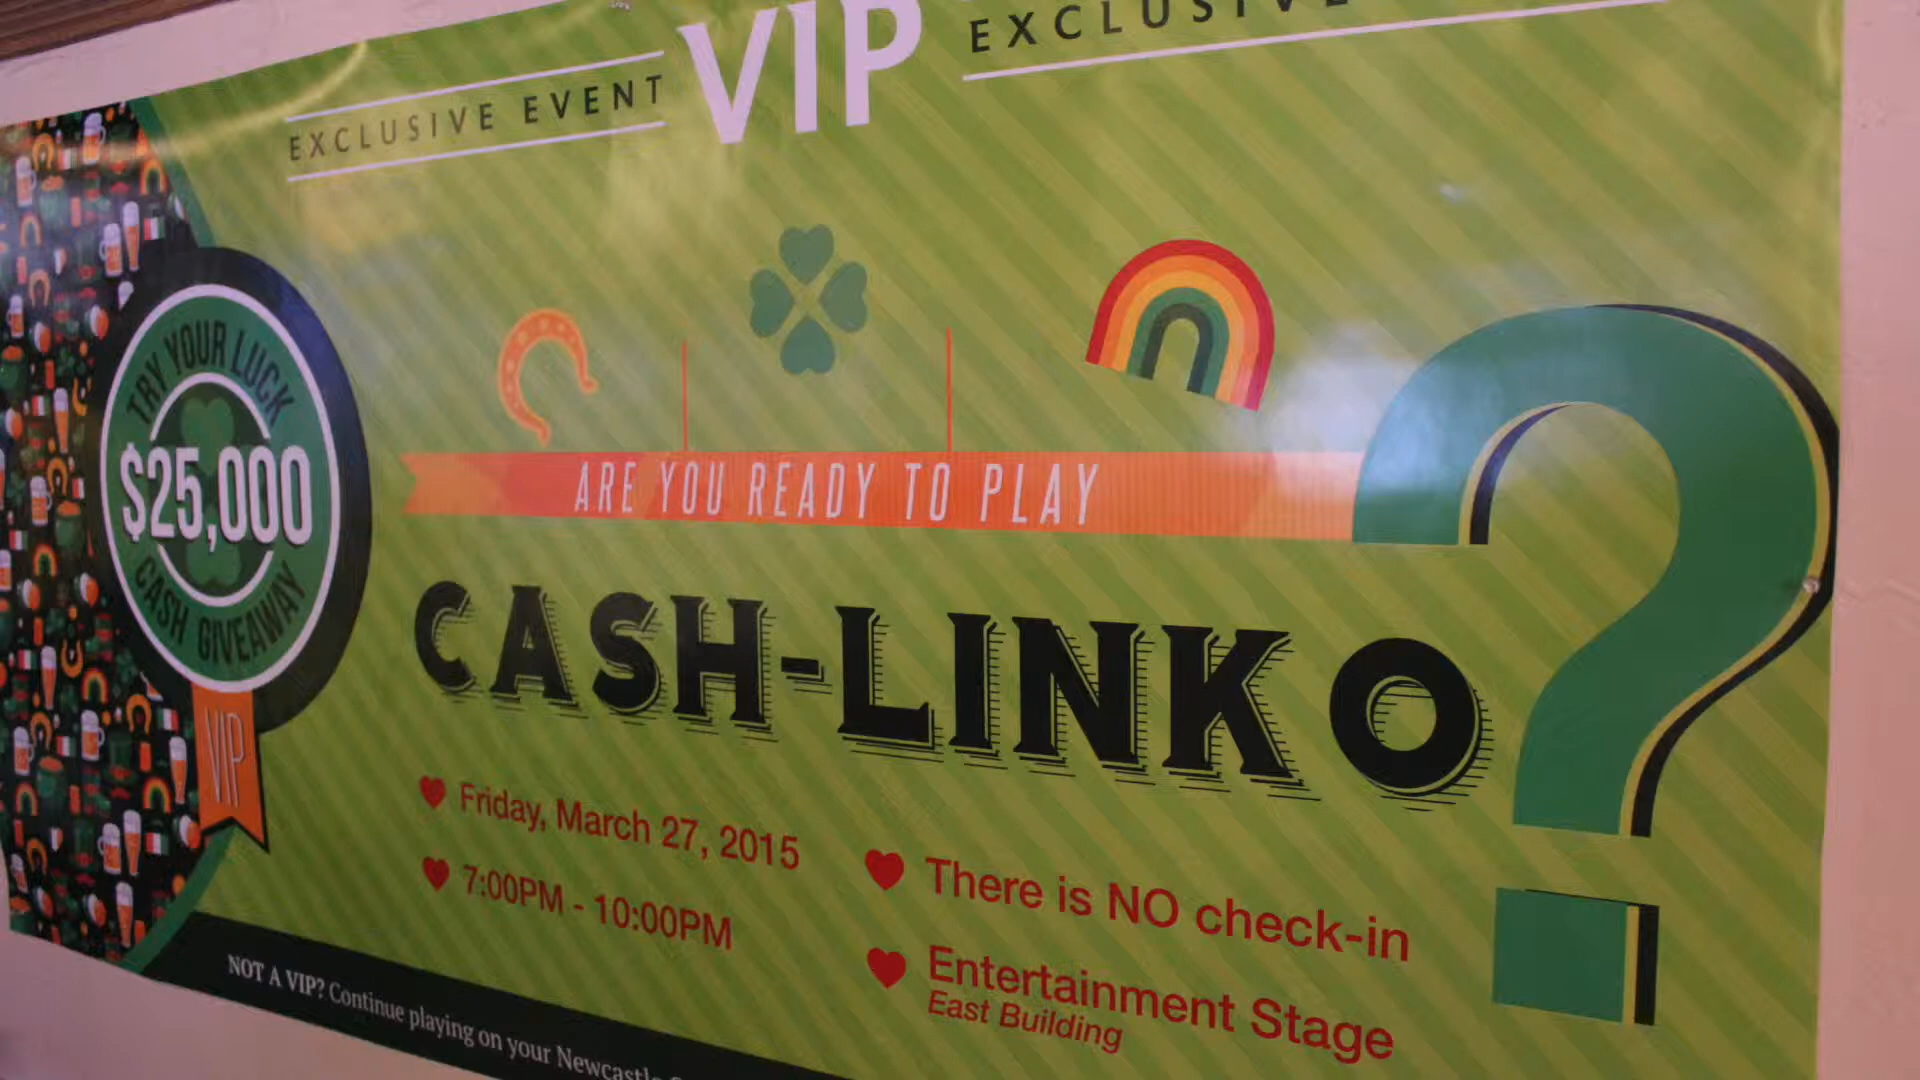 EXCLUSIVE EVENT
VIP
EXCLUSIVE
TRY YOUR LUCK
$25,000
CASH GIVEAWAY
VIP
ARE YOU READY TO PLAY
CASH-LINKO
?
Friday, March 27, 2015
7:00PM - 10:00PM
There is NO check-in
Entertainment Stage
East Building
NOT A VIP? Continue playing on your Newcastle